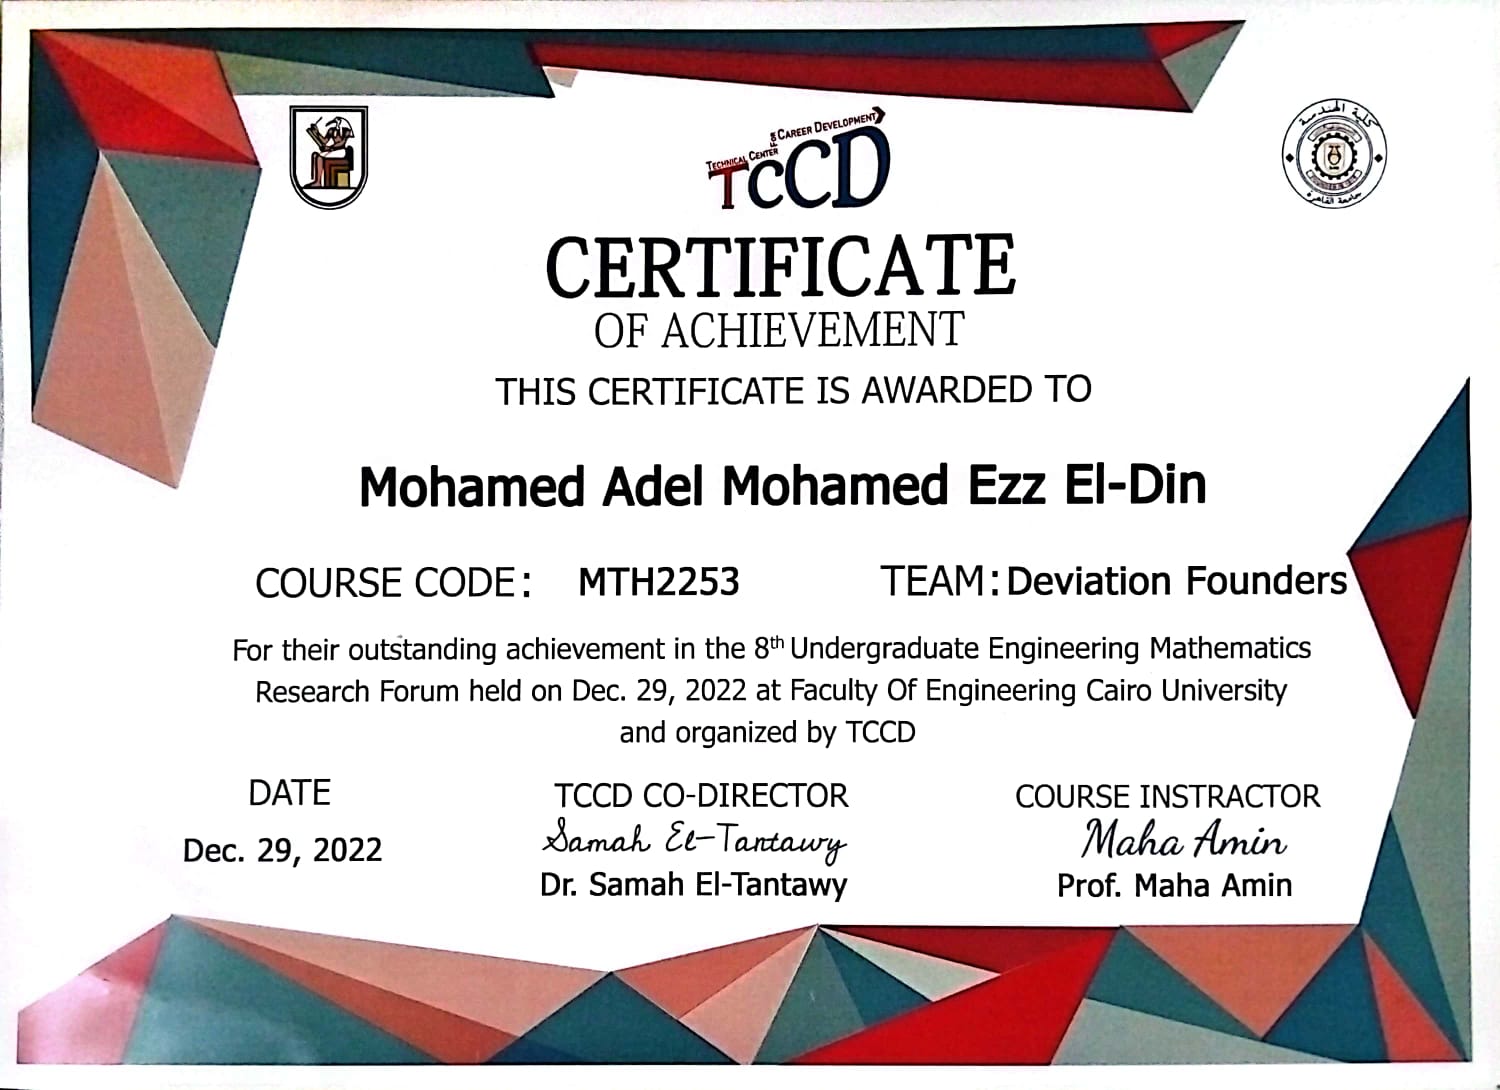 TECHNICAL CENTER FOR CAREER DEVELOPMENT
TCCD
كلية الهندسة
جامعة القاهرة
CERTIFICATE
OF ACHIEVEMENT
THIS CERTIFICATE IS AWARDED TO
Mohamed Adel Mohamed Ezz El-Din
COURSE CODE: MTH2253 TEAM: Deviation Founders
For their outstanding achievement in the 8th Undergraduate Engineering Mathematics
Research Forum held on Dec. 29, 2022 at Faculty Of Engineering Cairo University
and organized by TCCD
DATE TCCD CO-DIRECTOR COURSE INSTRACTOR
Samah El-Tantawy Maha Amin
Dec. 29, 2022 Dr. Samah El-Tantawy Prof. Maha Amin